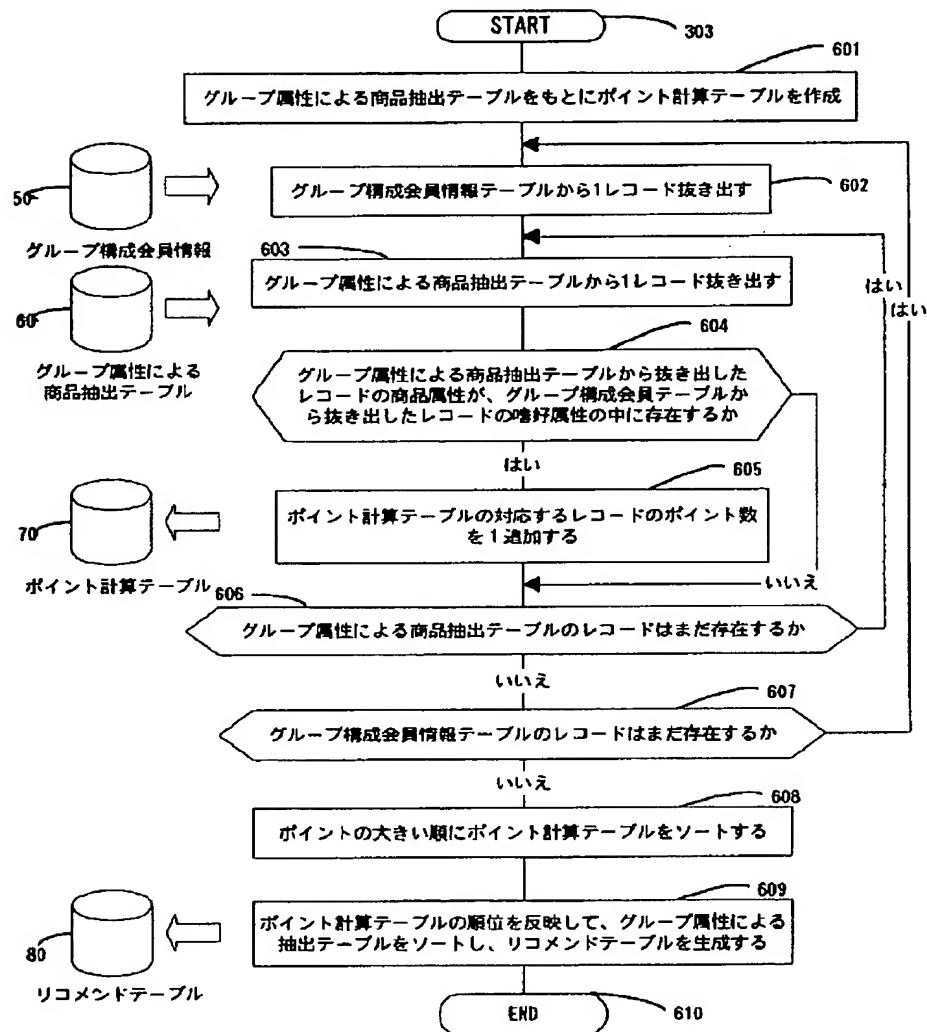 START
303
601
グループ属性による商品抽出テーブルをもとにポイント計算テーブルを作成
50
グループ構成会員情報
グループ構成会員情報テーブルから1レコード抜き出す
602
603
グループ属性による商品抽出テーブルから1レコード抜き出す
はい
はい
60
グループ属性による
商品抽出テーブル
604
グループ属性による商品抽出テーブルから抜き出した
レコードの商品属性が、グループ構成会員テーブル
から抜き出したレコードの嗜好属性の中に存在するか
はい
605
70
ポイント計算テーブル
ポイント計算テーブルの対応するレコードのポイント数
を1追加する
いいえ
606
グループ属性による商品抽出テーブルのレコードはまだ存在するか
いいえ
607
グループ構成会員情報テーブルのレコードはまだ存在するか
いいえ
608
ポイントの大きい順にポイント計算テーブルをソートする
609
80
リコメンドテーブル
ポイント計算テーブルの順位を反映して、グループ属性による
抽出テーブルをソートし、リコメンドテーブルを生成する
END
610